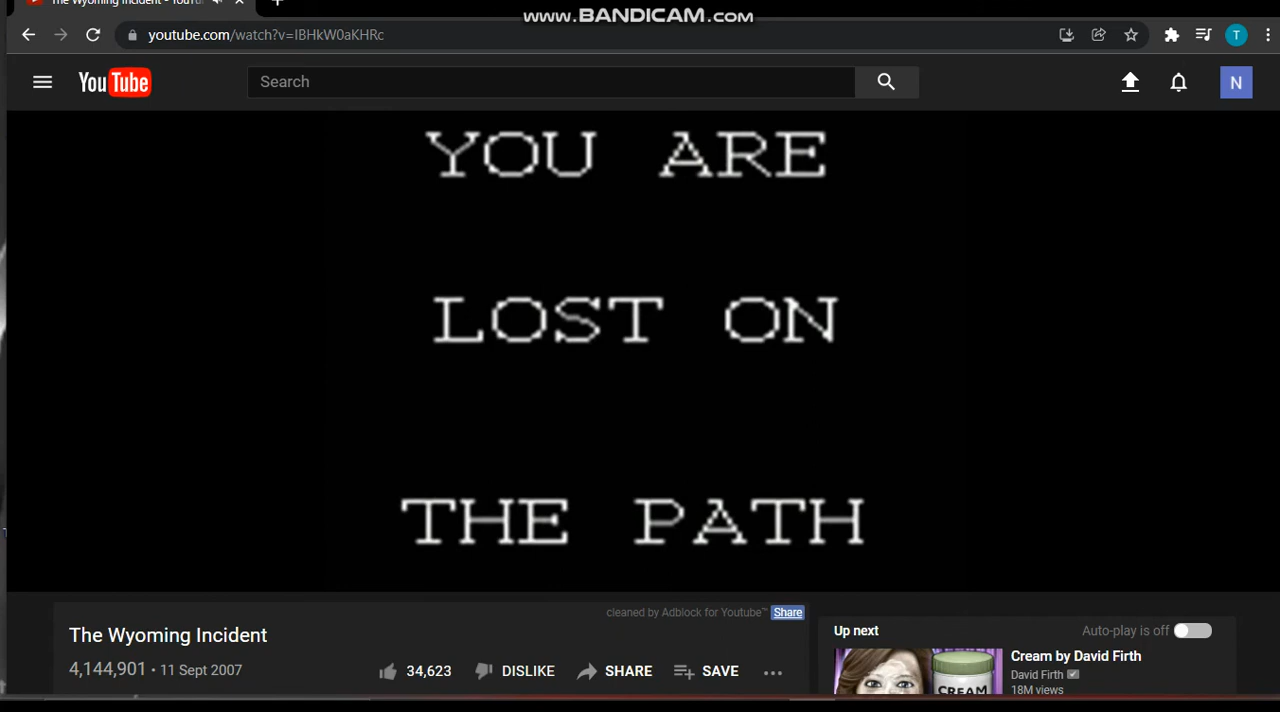 www.BANDICAM.com
The Wyoming Incident - YouTu
youtube.com/watch?v=IBHkW0aKHRc
T
YouTube
Search
N
YOU ARE
LOST ON
THE PATH
cleaned by Adblock for Youtube™ Share
The Wyoming Incident
4,144,901 • 11 Sept 2007
34,623 DISLIKE SHARE SAVE
Up next
Auto-play is off
CREAM
Cream by David Firth
David Firth
18M views